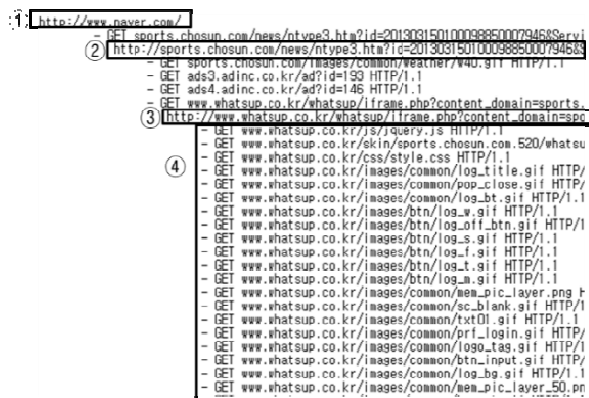 ① http://www.naver.com/
- GET sports.chosun.com/news/ntype3.htm?id=201303150100098850007946&Servi
② http://sports.chosun.com/news/ntype3.htm?id=201303150100098850007946&S
- GET sports.chosun.com/images/common/weather/w40.gif HTTP/1.1
- GET ads3.adinc.co.kr/ad?id=193 HTTP/1.1
- GET ads4.adinc.co.kr/ad?id=146 HTTP/1.1
- GET www.whatsup.co.kr/whatsup/iframe.php?content_domain=sports.
③ http://www.whatsup.co.kr/whatsup/iframe.php?content_domain=spo
- GET www.whatsup.co.kr/js/jquery.js HTTP/1.1
- GET www.whatsup.co.kr/skin/sports.chosun.com.520/whatsu
- GET www.whatsup.co.kr/css/style.css HTTP/1.1
④ - GET www.whatsup.co.kr/images/common/log_title.gif HTTP/
- GET www.whatsup.co.kr/images/common/pop_close.gif HTTP/
- GET www.whatsup.co.kr/images/common/log_bt.gif HTTP/1
- GET www.whatsup.co.kr/images/btn/log_w.gif HTTP/1.1
- GET www.whatsup.co.kr/images/btn/log_off_btn.gif HTTP/1
- GET www.whatsup.co.kr/images/btn/log_s.gif HTTP/1.1
- GET www.whatsup.co.kr/images/btn/log_f.gif HTTP/1.1
- GET www.whatsup.co.kr/images/btn/log_t.gif HTTP/1.1
- GET www.whatsup.co.kr/images/btn/log_m.gif HTTP/1.1
- GET www.whatsup.co.kr/images/common/mem_pic_layer.png H
- GET www.whatsup.co.kr/images/common/sc_blank.gif HTTP/1
- GET www.whatsup.co.kr/images/common/txt01.gif HTTP/1.1
- GET www.whatsup.co.kr/images/common/prf_login.gif HTTP/
- GET www.whatsup.co.kr/images/common/logo_tag.gif HTTP/1
- GET www.whatsup.co.kr/images/common/btn_input.gif HTTP/
- GET www.whatsup.co.kr/images/common/log_bg.gif HTTP/1.1
- GET www.whatsup.co.kr/images/common/mem_pic_layer_50.pn